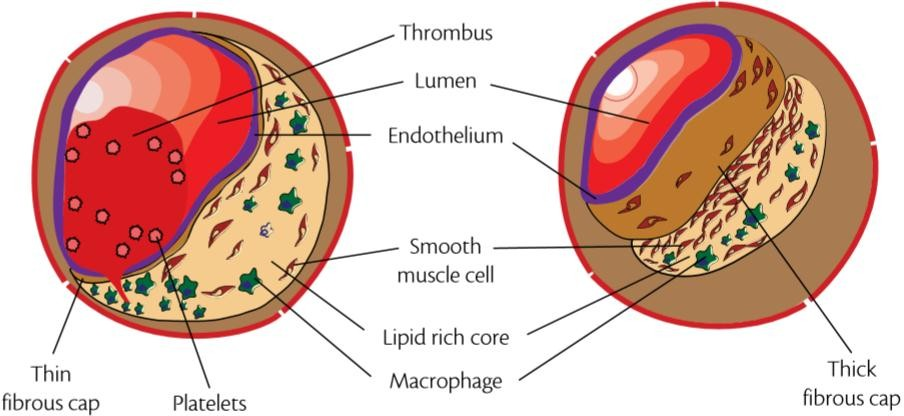 Thrombus
Lumen
Endothelium
Smooth
muscle cell
Lipid rich core
Macrophage
Thin
fibrous cap
Platelets
Thick
fibrous cap